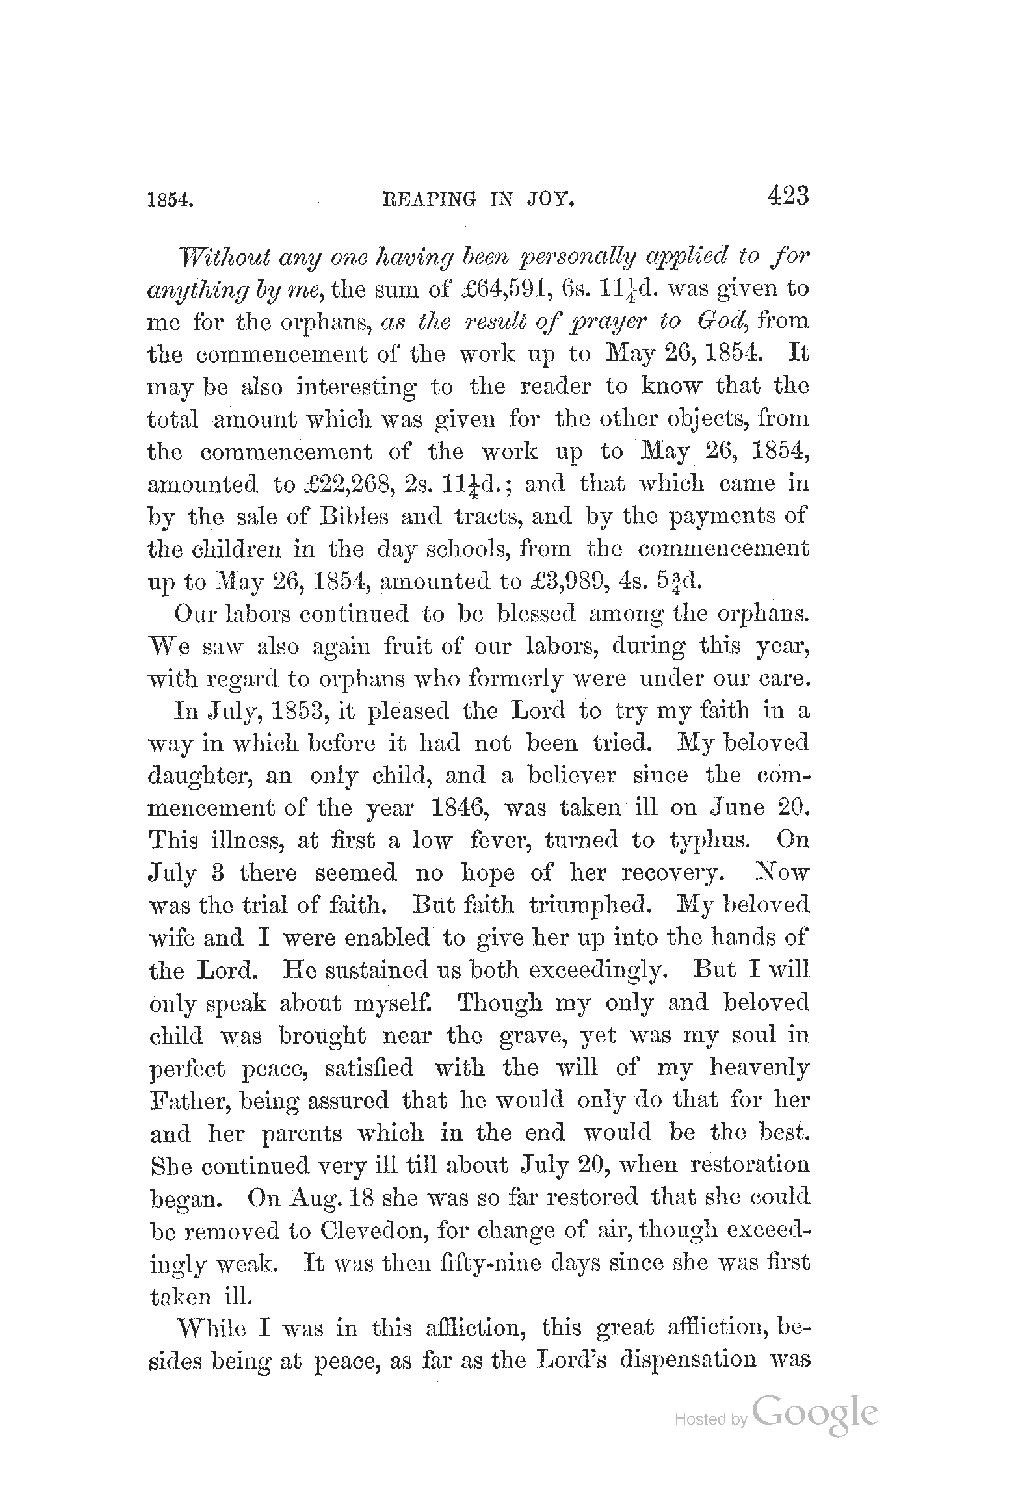 1854. REAPING IN JOY. 423
Without any one having been personally applied to for
anything by me, the sum of £64,591, 6s. 11¼d. was given to
me for the orphans, as the result of prayer to God, from
the commencement of the work up to May 26, 1854. It
may be also interesting to the reader to know that the
total amount which was given for the other objects, from
the commencement of the work up to May 26, 1854,
amounted to £22,268, 2s. 11¼d.; and that which came in
by the sale of Bibles and tracts, and by the payments of
the children in the day schools, from the commencement
up to May 26, 1854, amounted to £3,989, 4s. 5¾d.
Our labors continued to be blessed among the orphans.
We saw also again fruit of our labors, during this year,
with regard to orphans who formerly were under our care.
In July, 1853, it pleased the Lord to try my faith in a
way in which before it had not been tried. My beloved
daughter, an only child, and a believer since the com-
mencement of the year 1846, was taken ill on June 20.
This illness, at first a low fever, turned to typhus. On
July 3 there seemed no hope of her recovery. Now
was the trial of faith. But faith triumphed. My beloved
wife and I were enabled to give her up into the hands of
the Lord. He sustained us both exceedingly. But I will
only speak about myself. Though my only and beloved
child was brought near the grave, yet was my soul in
perfect peace, satisfied with the will of my heavenly
Father, being assured that he would only do that for her
and her parents which in the end would be the best.
She continued very ill till about July 20, when restoration
began. On Aug. 18 she was so far restored that she could
be removed to Clevedon, for change of air, though exceed-
ingly weak. It was then fifty-nine days since she was first
taken ill.
While I was in this affliction, this great affliction, be-
sides being at peace, as far as the Lord's dispensation was
Hosted by Google